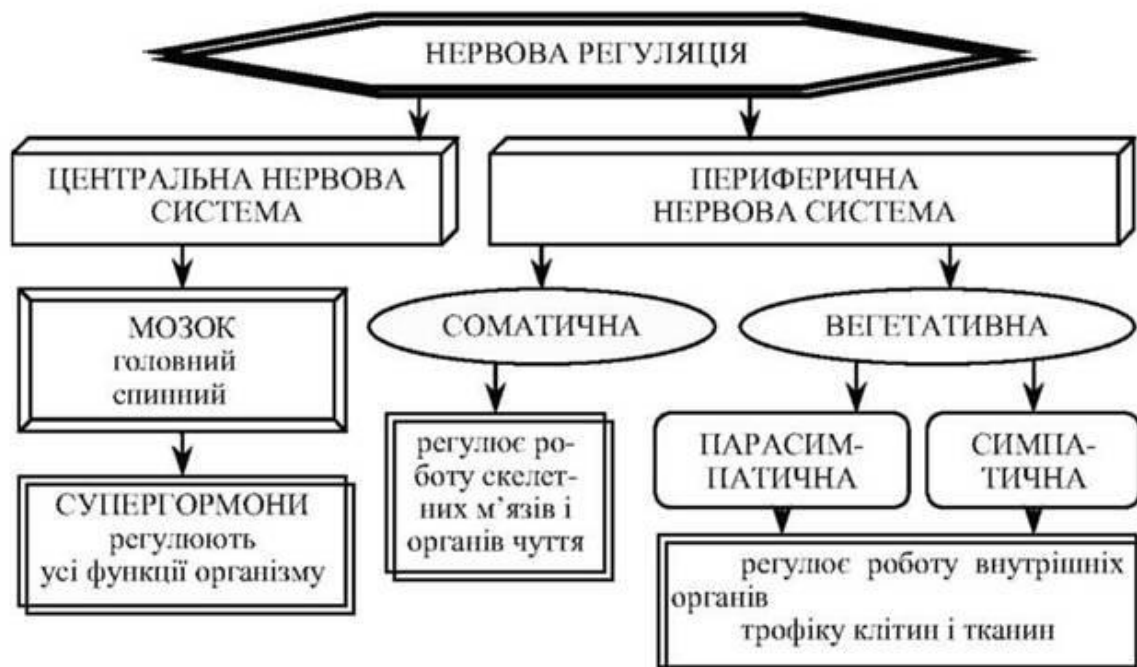 НЕРВОВА РЕГУЛЯЦІЯ
ЦЕНТРАЛЬНА НЕРВОВА
СИСТЕМА
ПЕРИФЕРИЧНА
НЕРВОВА СИСТЕМА
МОЗОК
головний
спинний
СОМАТИЧНА
ВЕГЕТАТИВНА
СУПЕРГОРМОНИ
регулюють
усі функції організму
регулює ро-
боту скелет-
них м’язів і
органів чуття
ПАРАСИМ-
ПАТИЧНА
СИМПА-
ТИЧНА
регулює роботу внутрішніх
органів
трофіку клітин і тканин